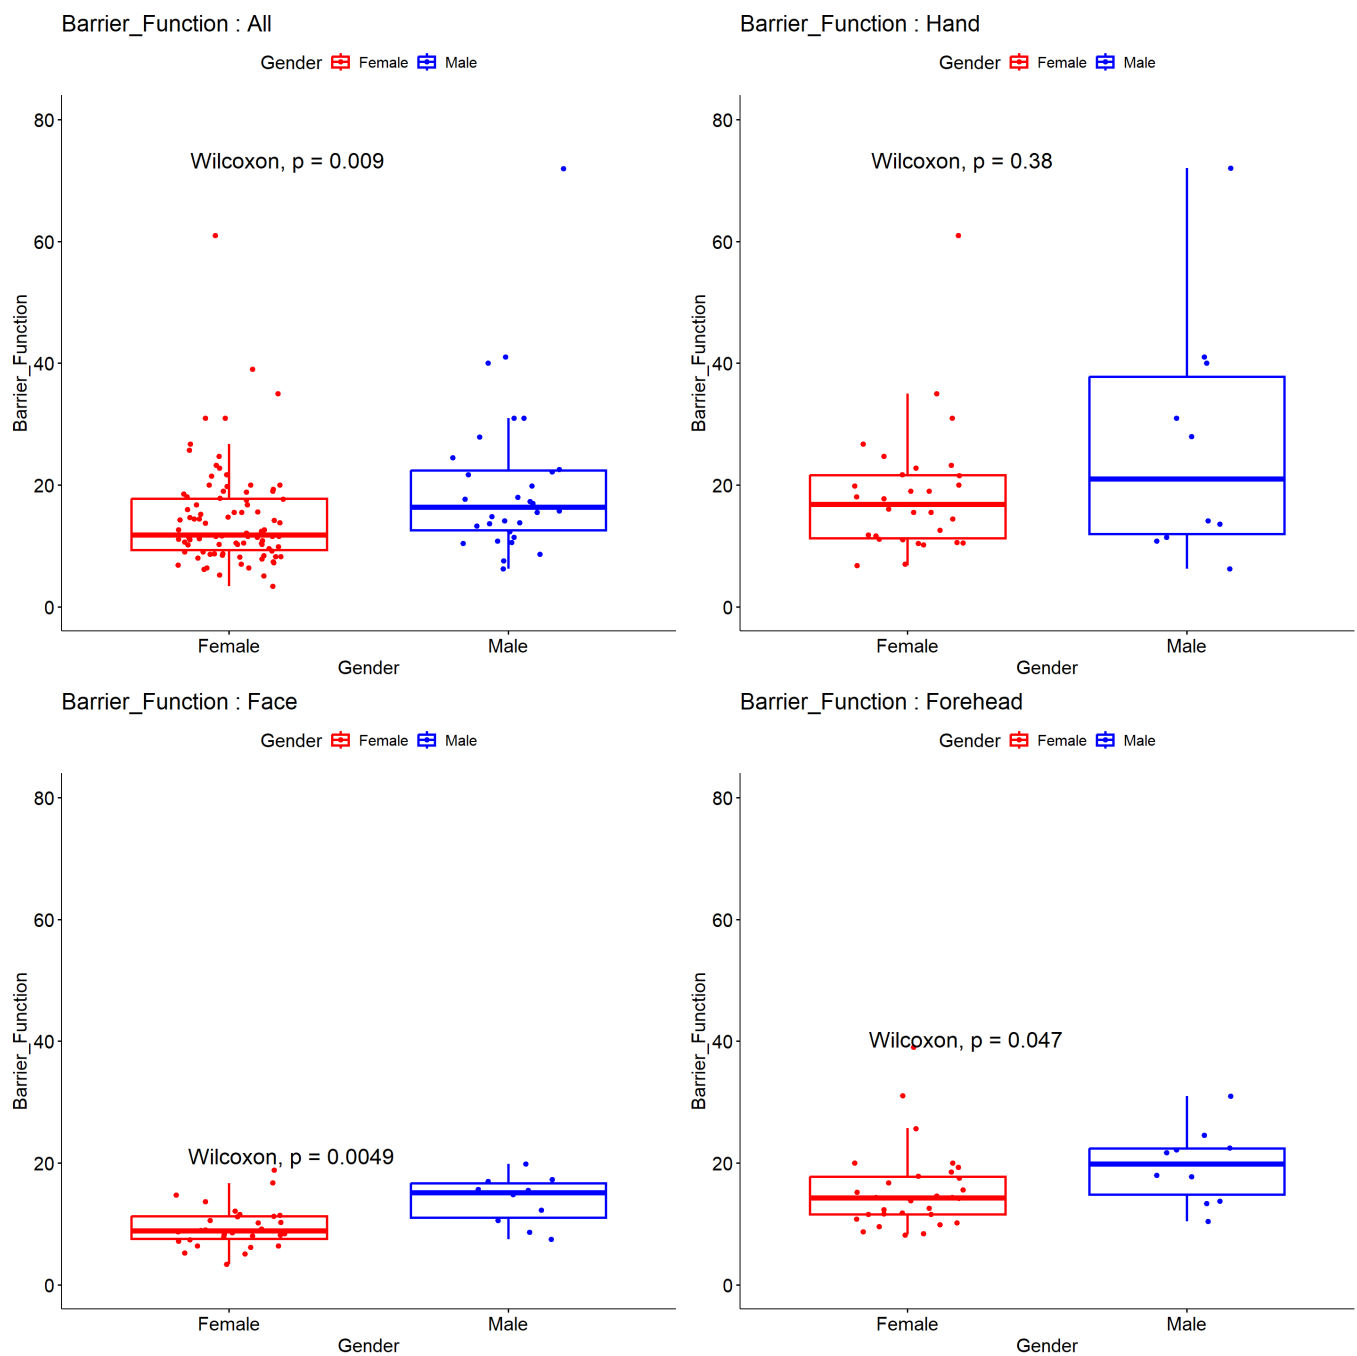 Barrier_Function : All
Gender Female Male
Barrier_Function
80
60
40
20
0
Wilcoxon, p = 0.009
Female Male
Gender
Barrier_Function : Hand
Gender Female Male
Barrier_Function
80
60
40
20
0
Wilcoxon, p = 0.38
Female Male
Gender
Barrier_Function : Face
Gender Female Male
Barrier_Function
80
60
40
20
0
Wilcoxon, p = 0.0049
Female Male
Gender
Barrier_Function : Forehead
Gender Female Male
Barrier_Function
80
60
40
20
0
Wilcoxon, p = 0.047
Female Male
Gender